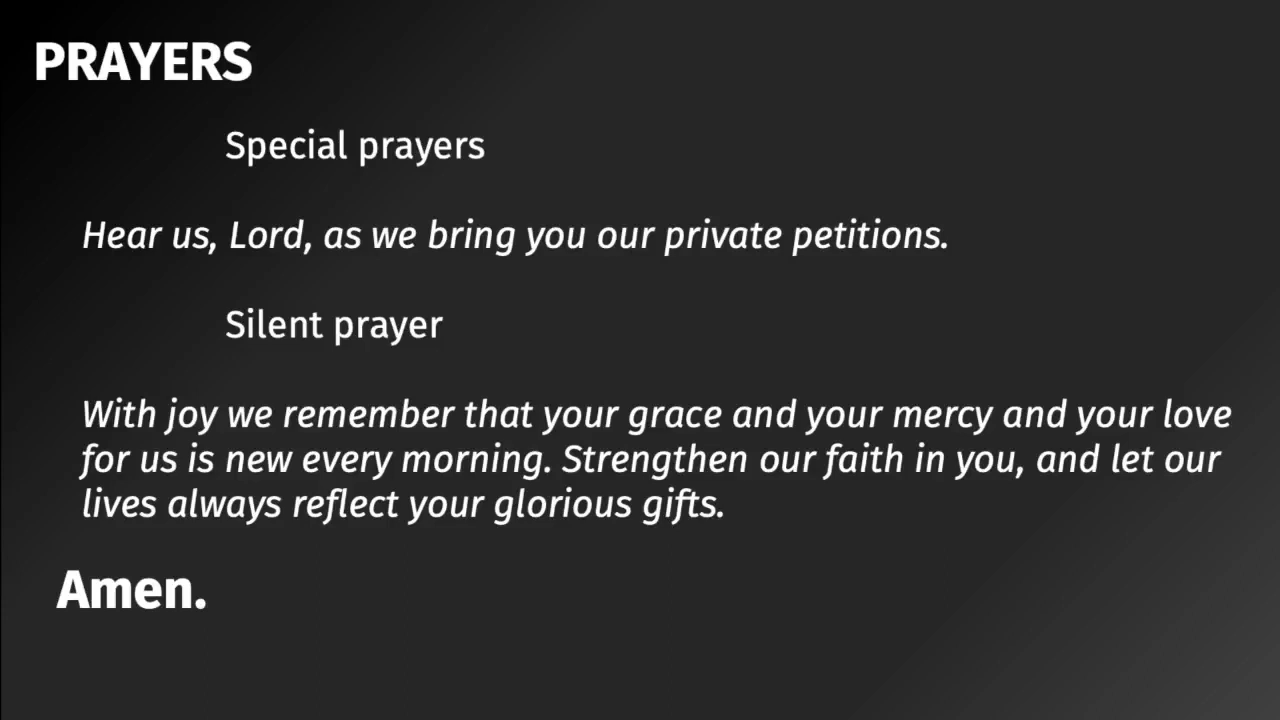 PRAYERS
Special prayers
Hear us, Lord, as we bring you our private petitions.
Silent prayer
With joy we remember that your grace and your mercy and your love
for us is new every morning. Strengthen our faith in you, and let our
lives always reflect your glorious gifts.
Amen.